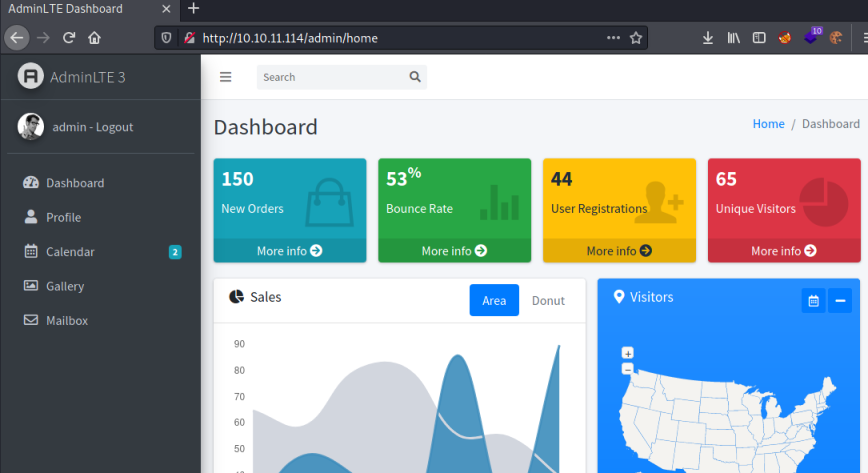 AdminLTE Dashboard
http://10.10.11.114/admin/home
10
AdminLTE 3
Search
admin - Logout
Dashboard
Home / Dashboard
Dashboard
Profile
Calendar
2
Gallery
Mailbox
150
New Orders
More info
53%
Bounce Rate
More info
44
User Registrations
More info
65
Unique Visitors
More info
Sales
Area
Donut
90
80
70
60
50
Visitors
+
−